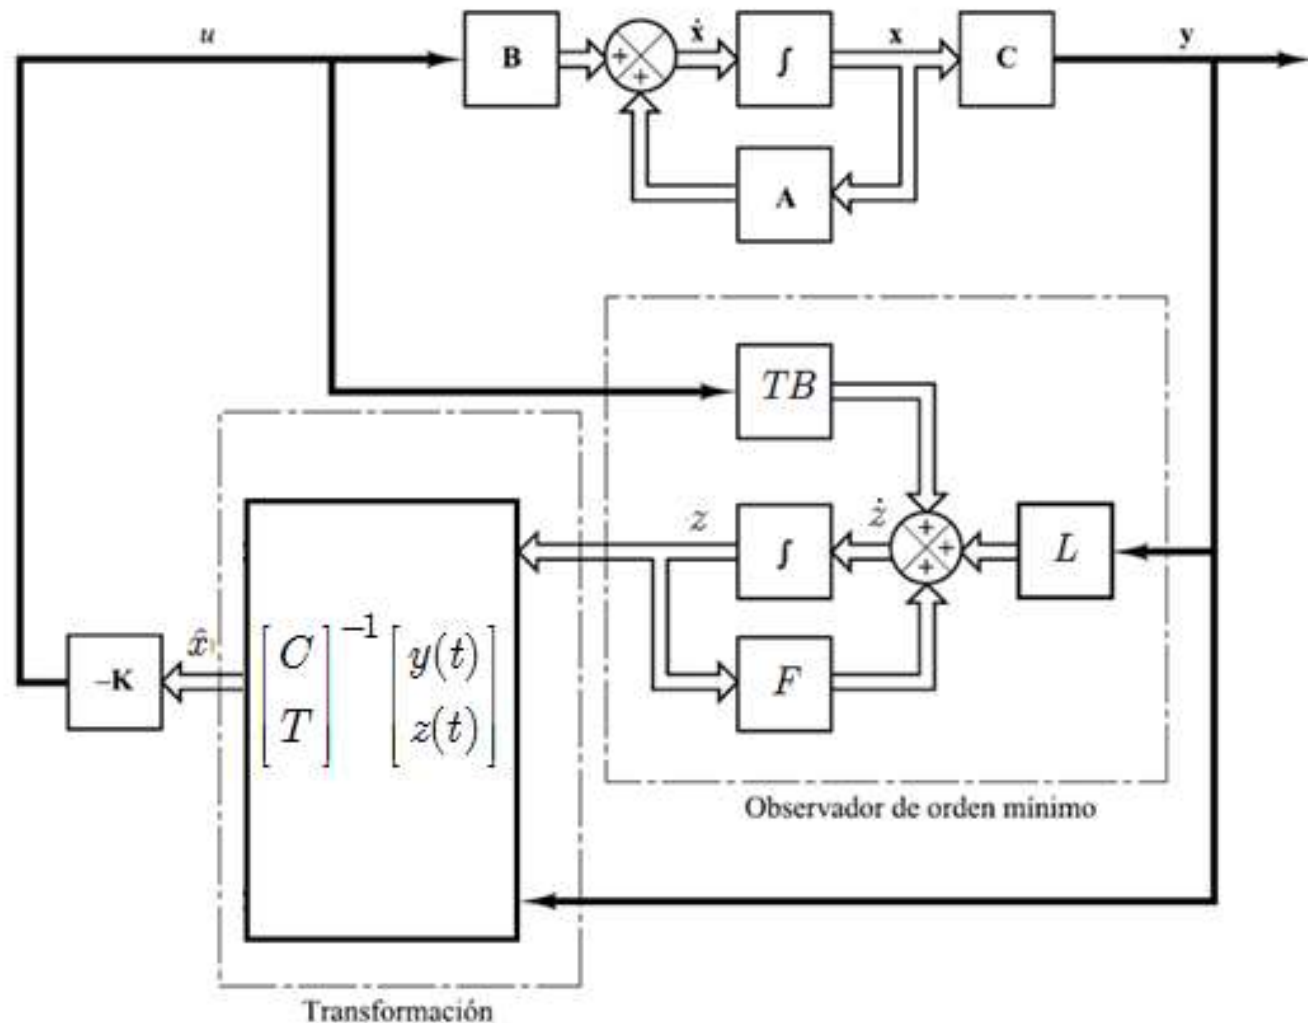 u
B
+
+
ẋ
∫
x
C
y
A
TB
z
∫
ż
+
+
+
L
F
Observador de orden mínimo
–K
x̂
[C T]⁻¹ [y(t) z(t)]
Transformación